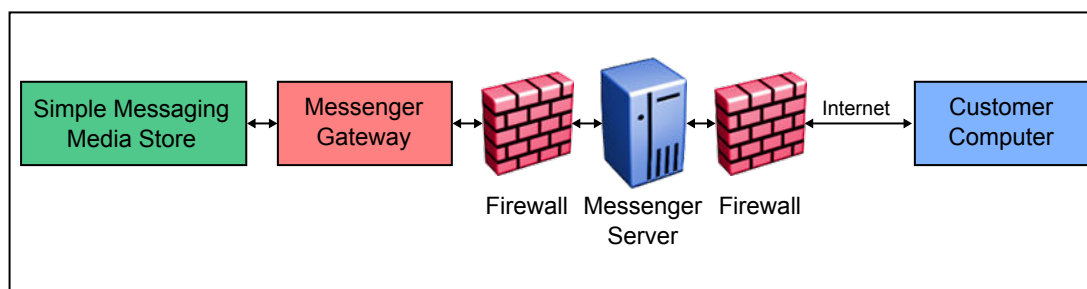 Simple Messaging
Media Store
Messenger
Gateway
Firewall
Messenger
Server
Firewall
Internet
Customer
Computer